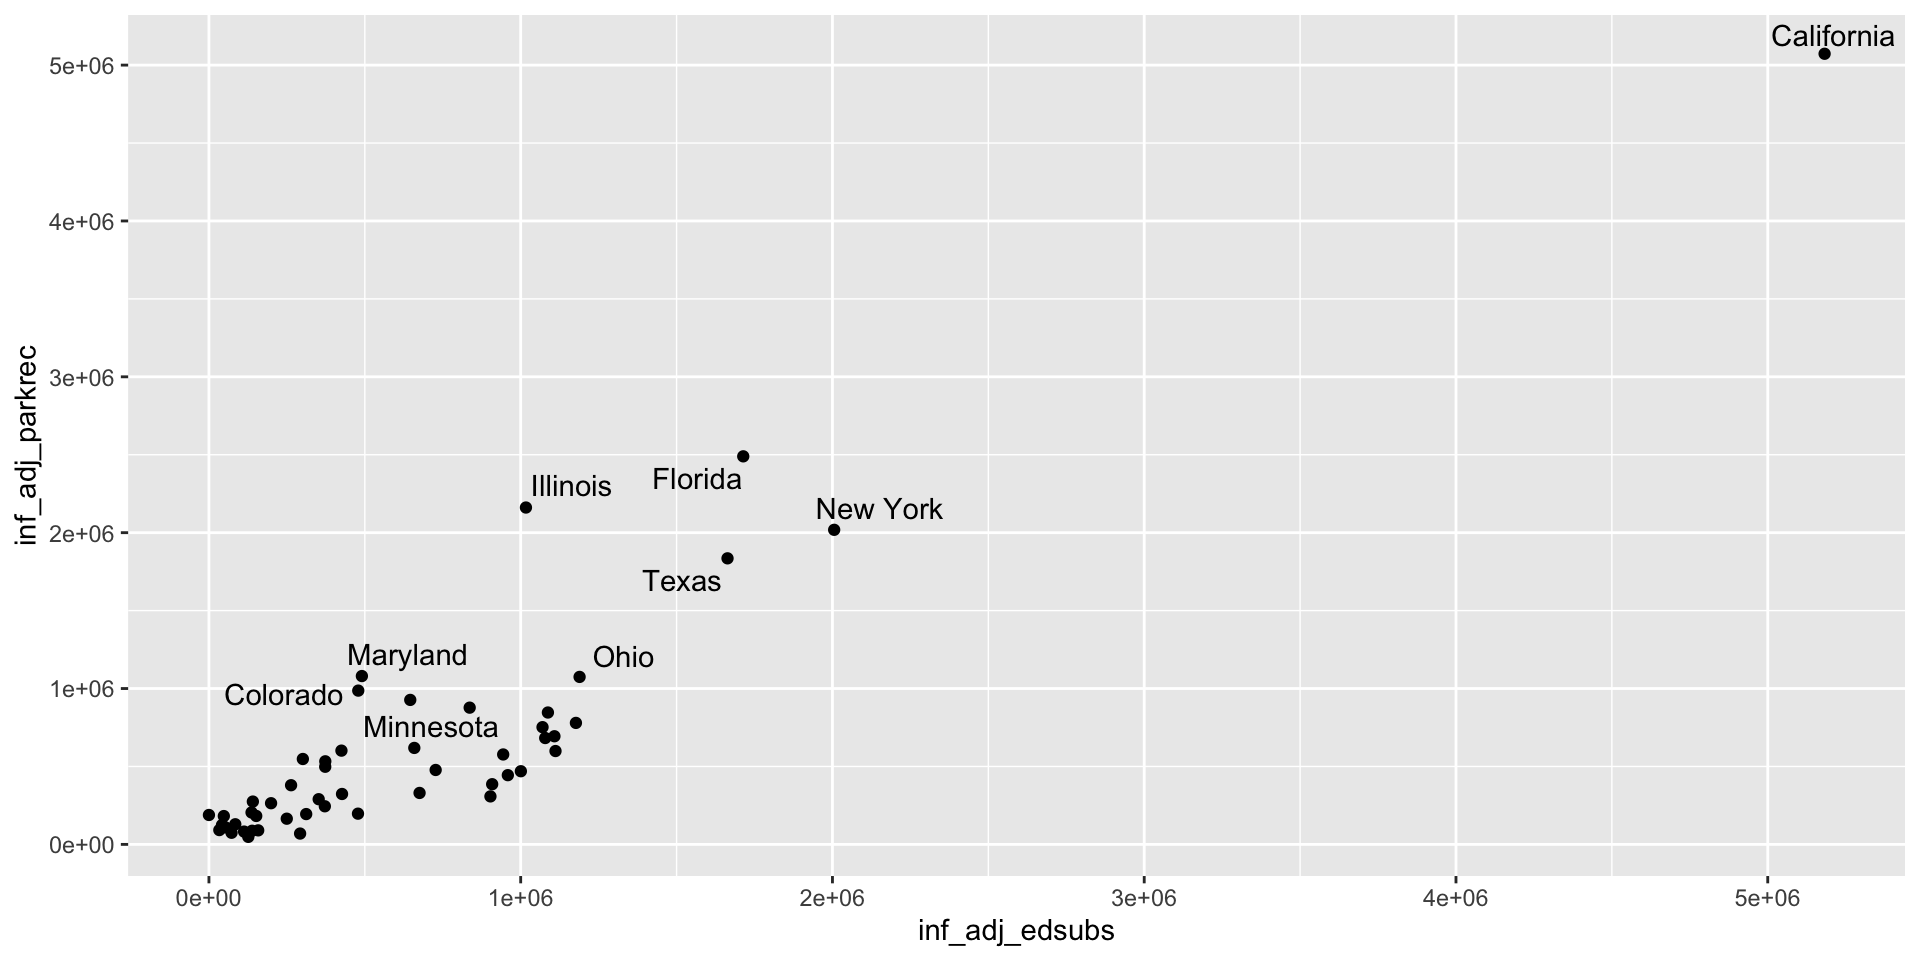 California
5e+06
4e+06
3e+06
2e+06
1e+06
0e+00
inf_adj_parkrec
Illinois
Florida
New York
Texas
Maryland
Ohio
Colorado
Minnesota
0e+00
1e+06
2e+06
3e+06
4e+06
5e+06
inf_adj_edsubs